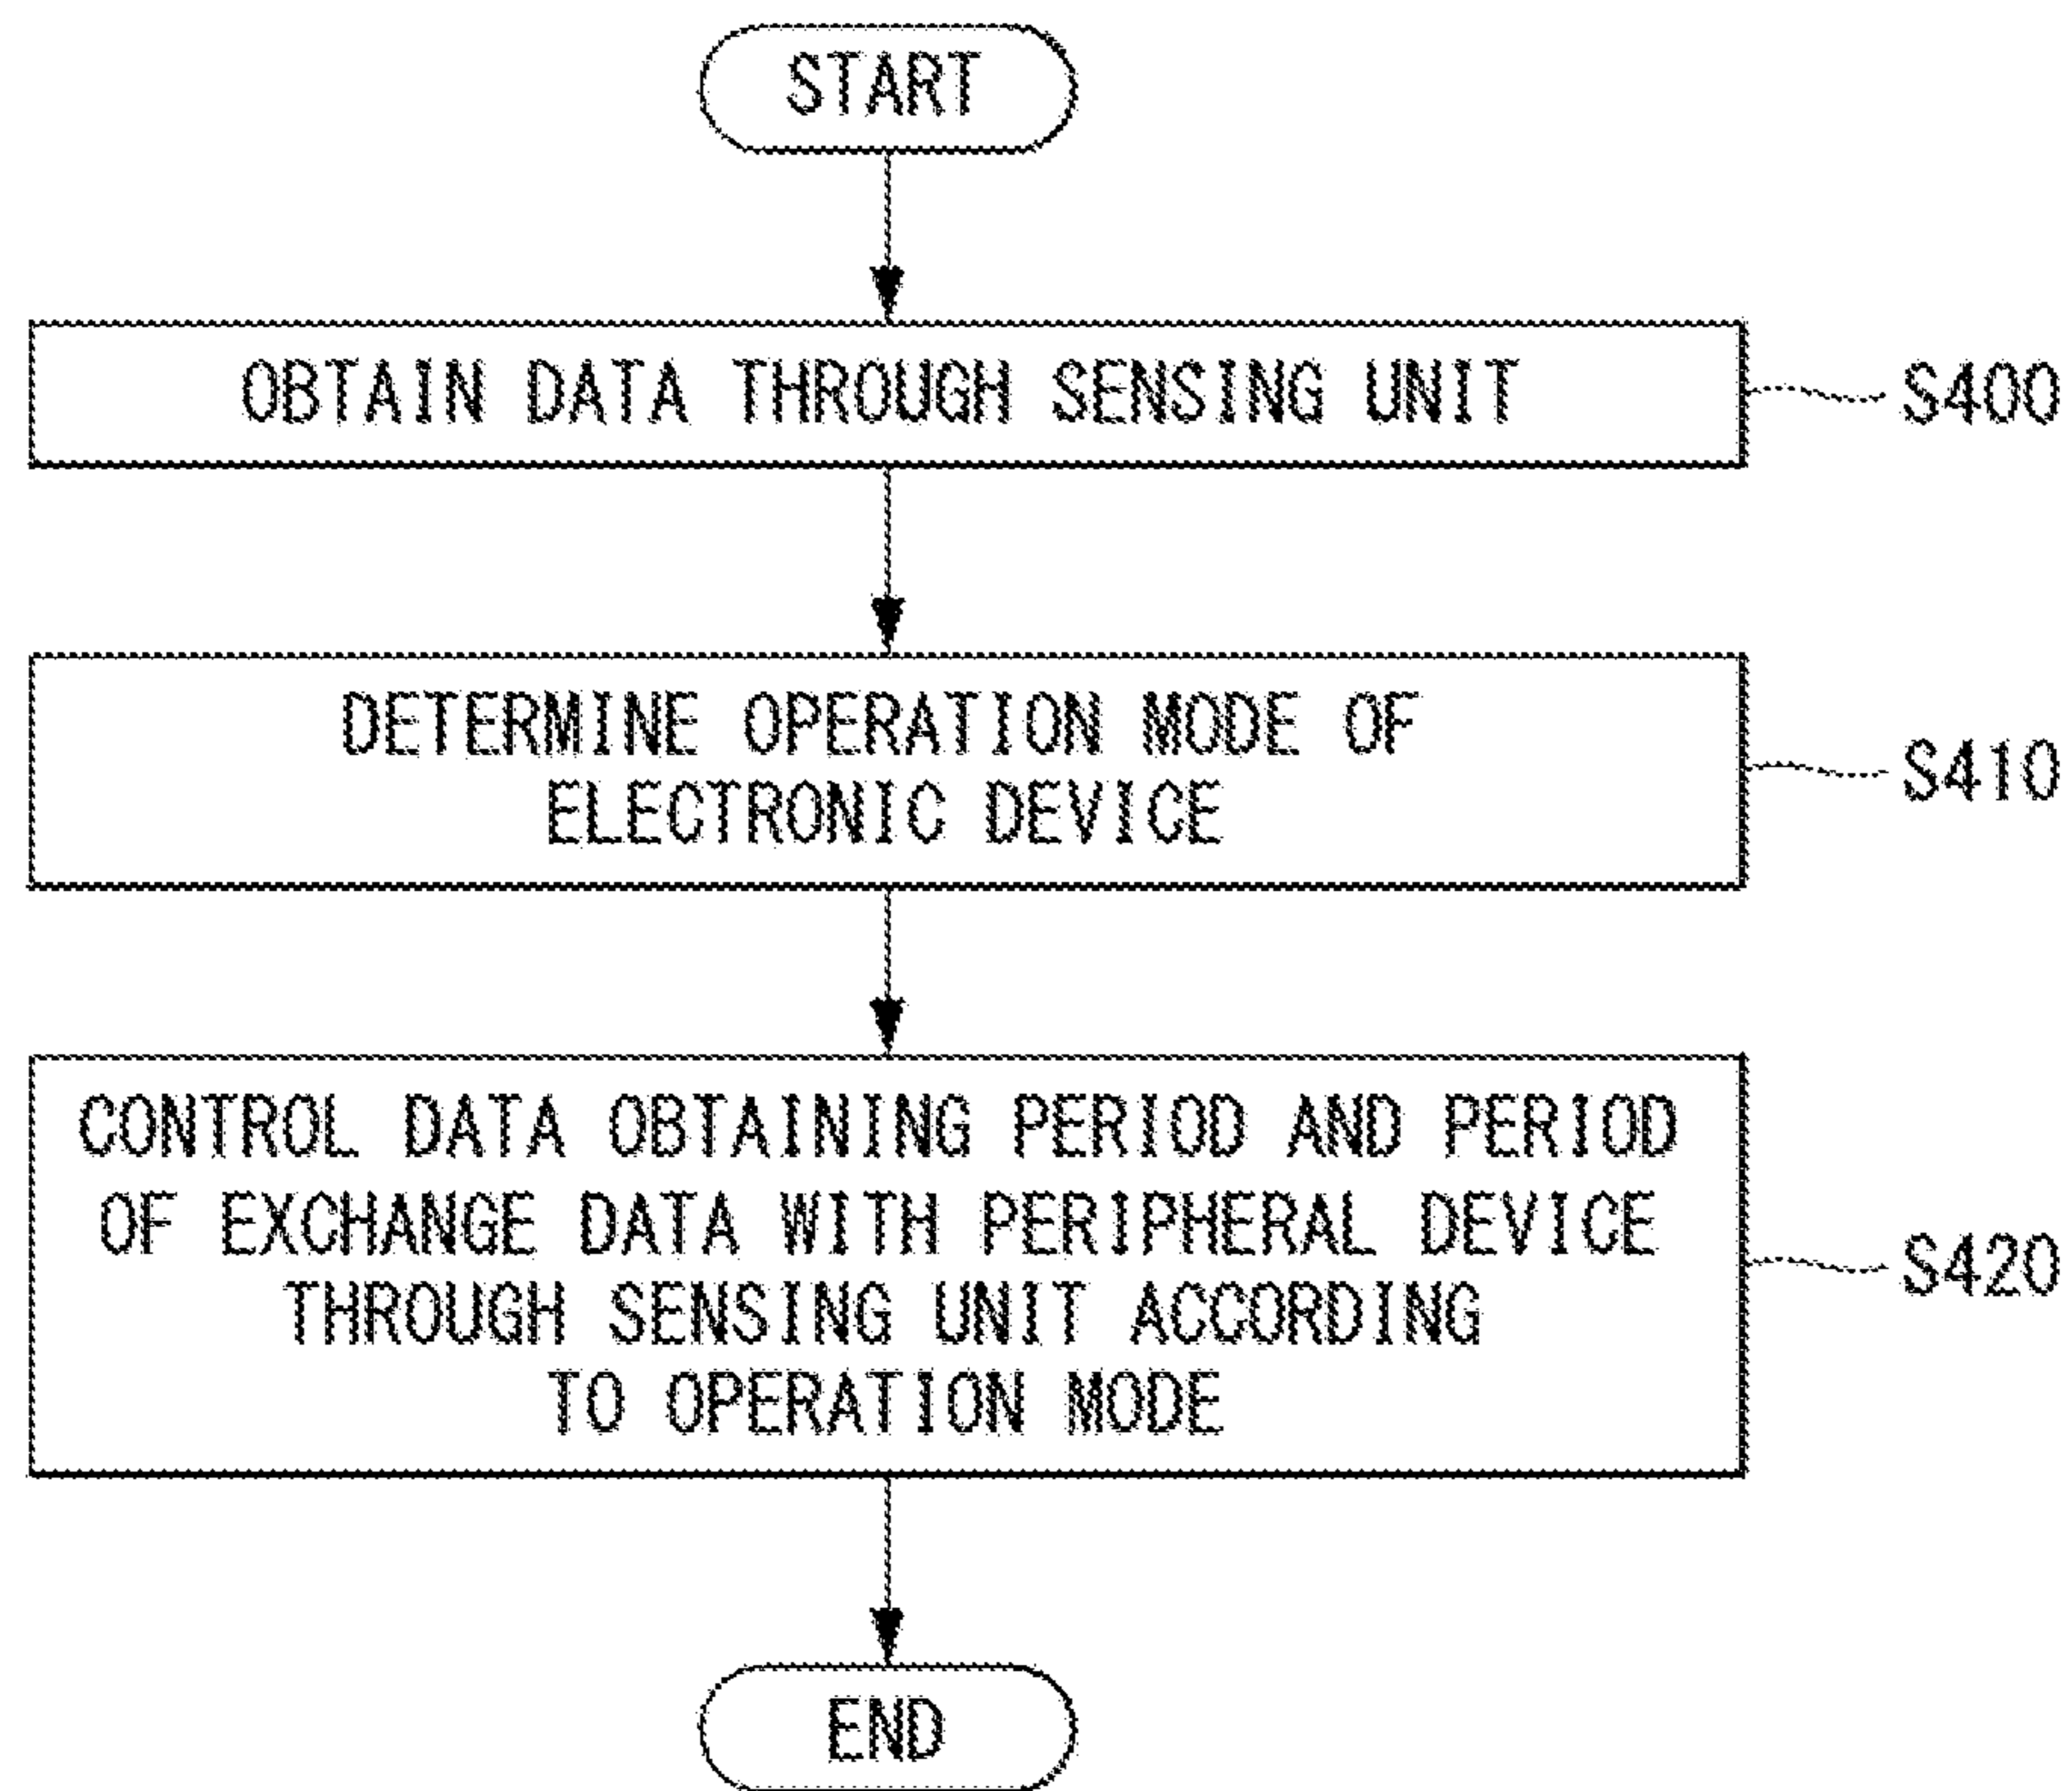 START
OBTAIN DATA THROUGH SENSING UNIT
S400
DETERMINE OPERATION MODE OF
ELECTRONIC DEVICE
S410
CONTROL DATA OBTAINING PERIOD AND PERIOD
OF EXCHANGE DATA WITH PERIPHERAL DEVICE
THROUGH SENSING UNIT ACCORDING
TO OPERATION MODE
S420
END